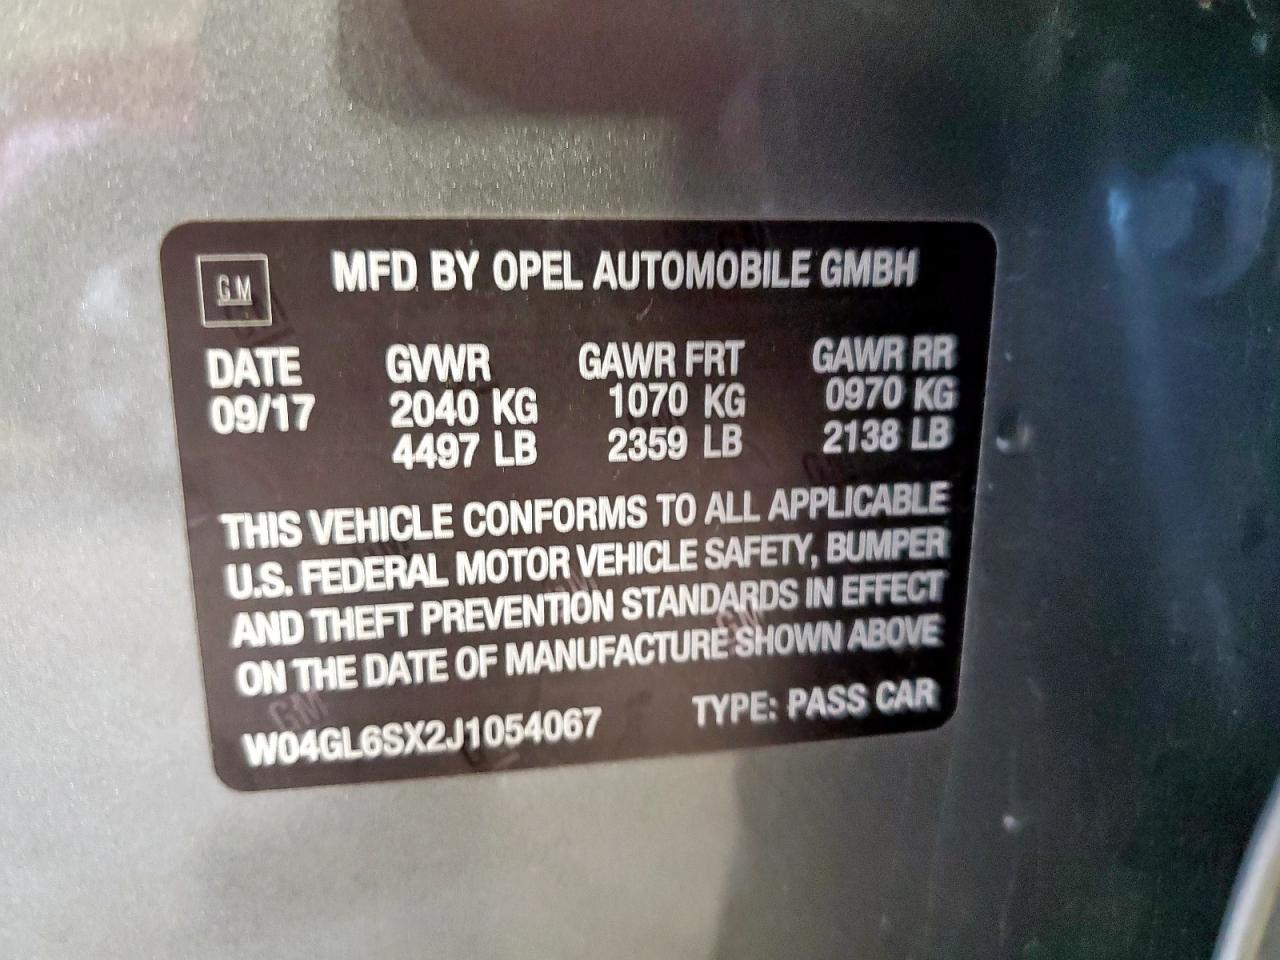 GM MFD BY OPEL AUTOMOBILE GMBH
DATE GVWR GAWR FRT GAWR RR
09/17 2040 KG 1070 KG 0970 KG
4497 LB 2359 LB 2138 LB
THIS VEHICLE CONFORMS TO ALL APPLICABLE
U.S. FEDERAL MOTOR VEHICLE SAFETY, BUMPER
AND THEFT PREVENTION STANDARDS IN EFFECT
ON THE DATE OF MANUFACTURE SHOWN ABOVE
W04GL6SX2J1054067 TYPE: PASS CAR